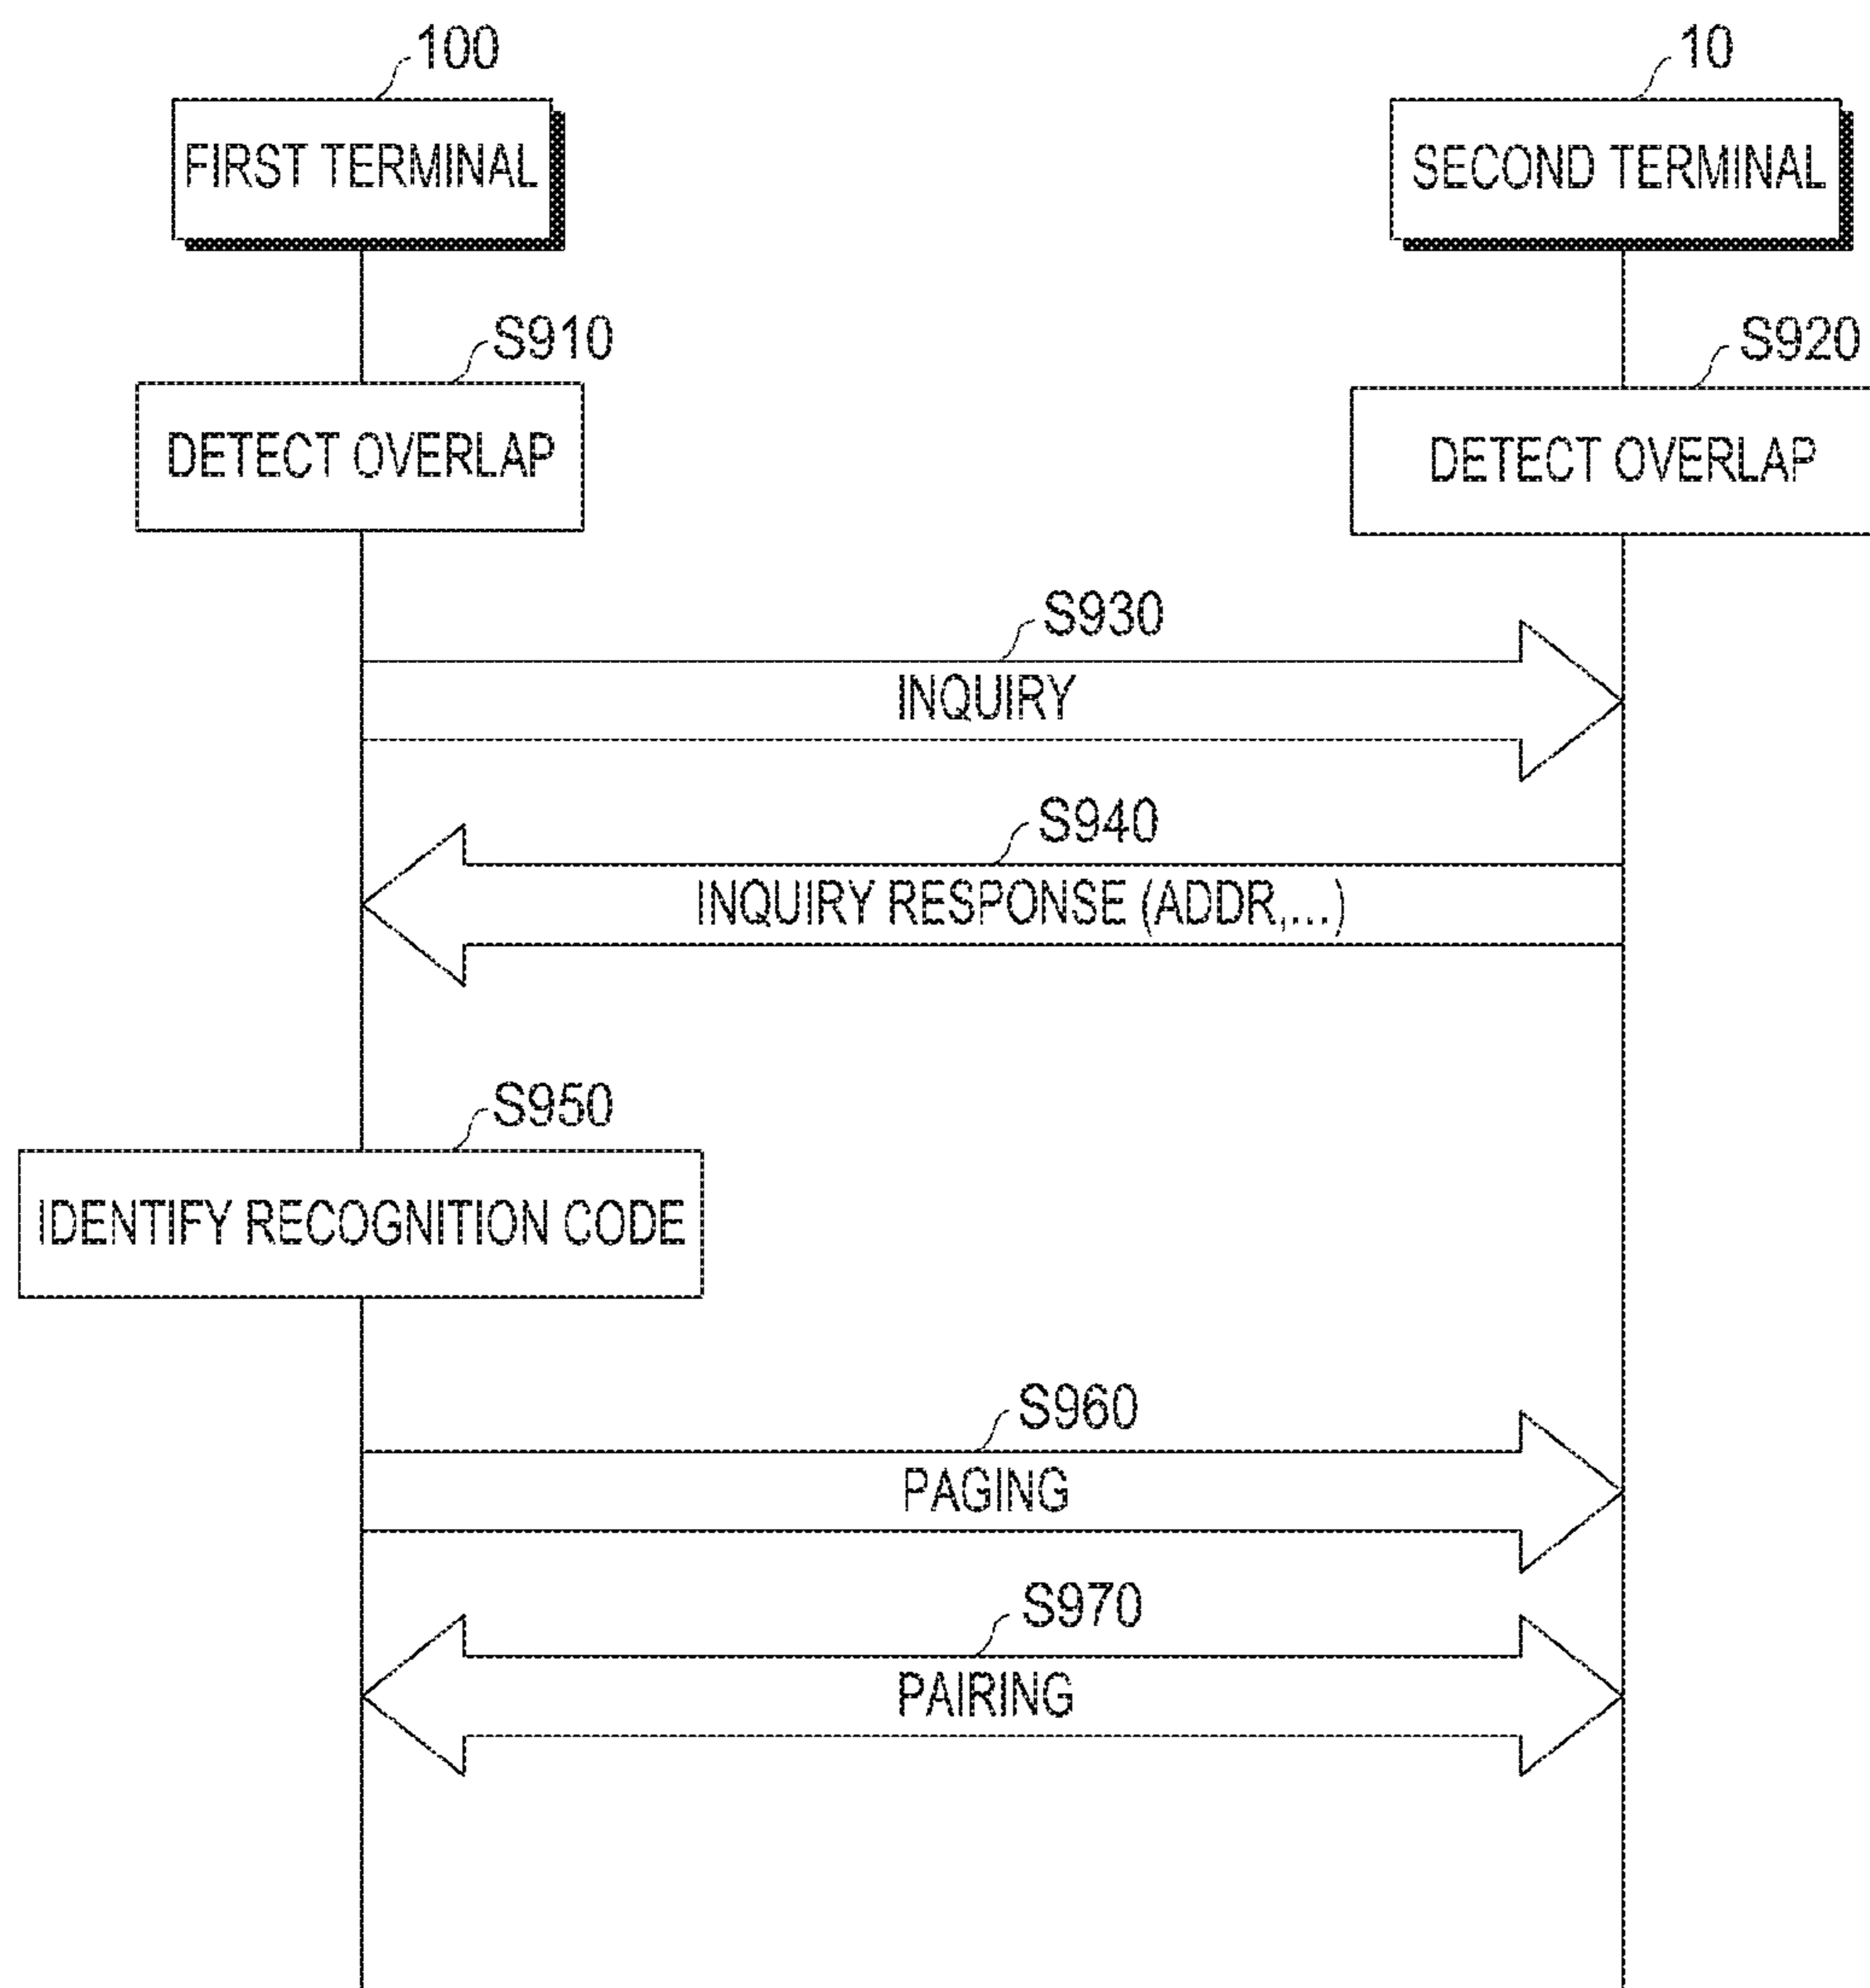 100
10
FIRST TERMINAL
SECOND TERMINAL
S910
S920
DETECT OVERLAP
DETECT OVERLAP
S930
INQUIRY
S940
INQUIRY RESPONSE (ADDR,...)
S950
IDENTIFY RECOGNITION CODE
S960
PAGING
S970
PAIRING